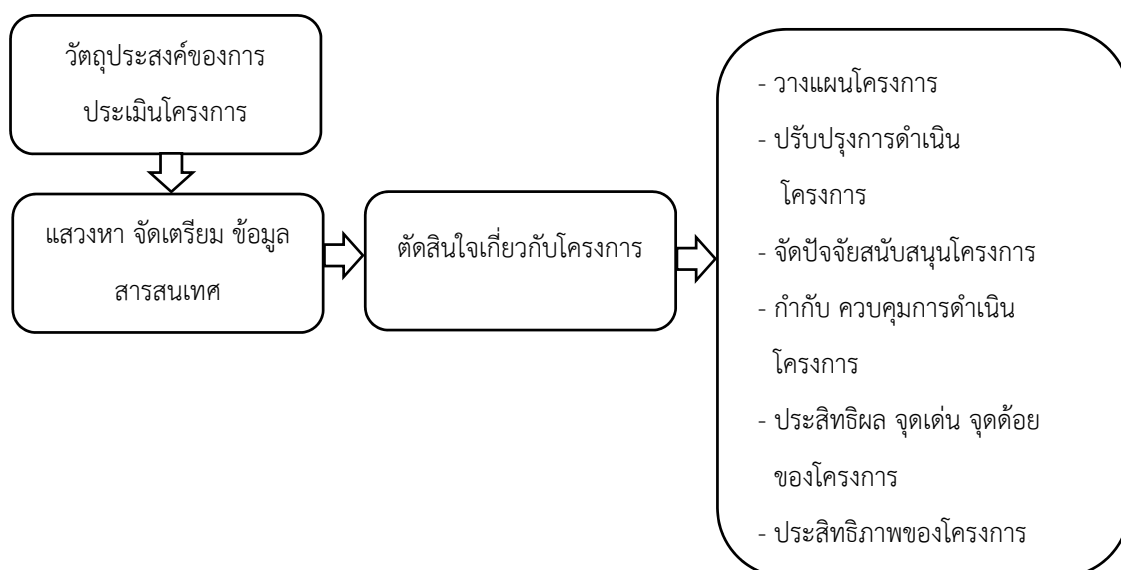 วัตถุประสงค์ของการ
ประเมินโครงการ
แสวงหา จัดเตรียม ข้อมูล
สารสนเทศ
ตัดสินใจเกี่ยวกับโครงการ
- วางแผนโครงการ
- ปรับปรุงการดำเนิน
โครงการ
- จัดปัจจัยสนับสนุนโครงการ
- กำกับ ควบคุมการดำเนิน
โครงการ
- ประสิทธิผล จุดเด่น จุดด้อย
ของโครงการ
- ประสิทธิภาพของโครงการ